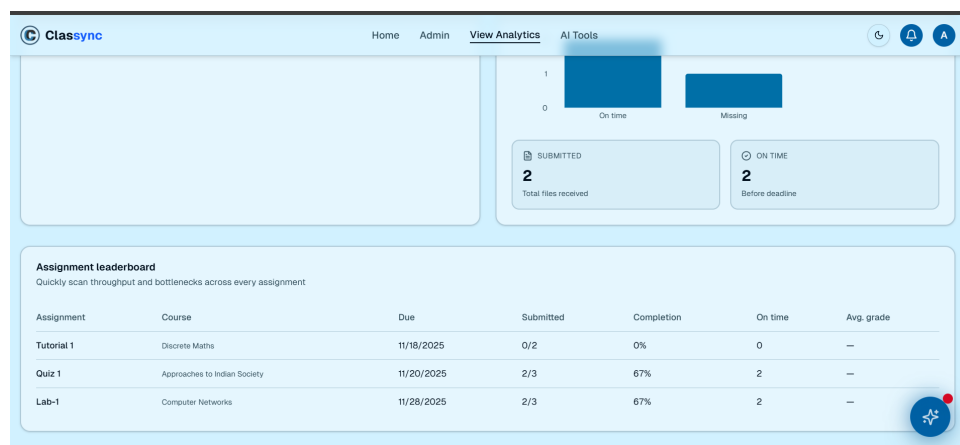 Classync
Home Admin View Analytics AI Tools
A
1
0
On time Missing
SUBMITTED
2
Total files received
ON TIME
2
Before deadline
Assignment leaderboard
Quickly scan throughput and bottlenecks across every assignment
Assignment Course Due Submitted Completion On time Avg. grade
Tutorial 1 Discrete Maths 11/18/2025 0/2 0% 0 —
Quiz 1 Approaches to Indian Society 11/20/2025 2/3 67% 2 —
Lab-1 Computer Networks 11/28/2025 2/3 67% 2 —